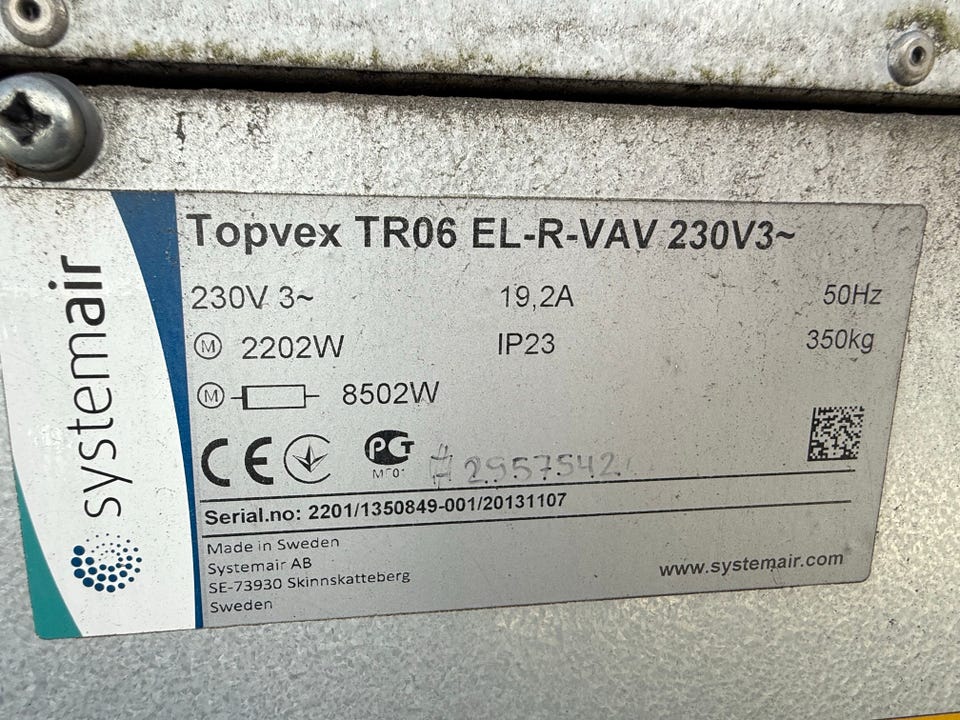 systemair
Topvex TR06 EL-R-VAV 230V3~
230V 3~ 19,2A 50Hz
M 2202W IP23 350kg
M 8502W
CE PCT
#2957542
Serial.no: 2201/1350849-001/20131107
Made in Sweden
Systemair AB
SE-73930 Skinnskatteberg
Sweden
www.systemair.com